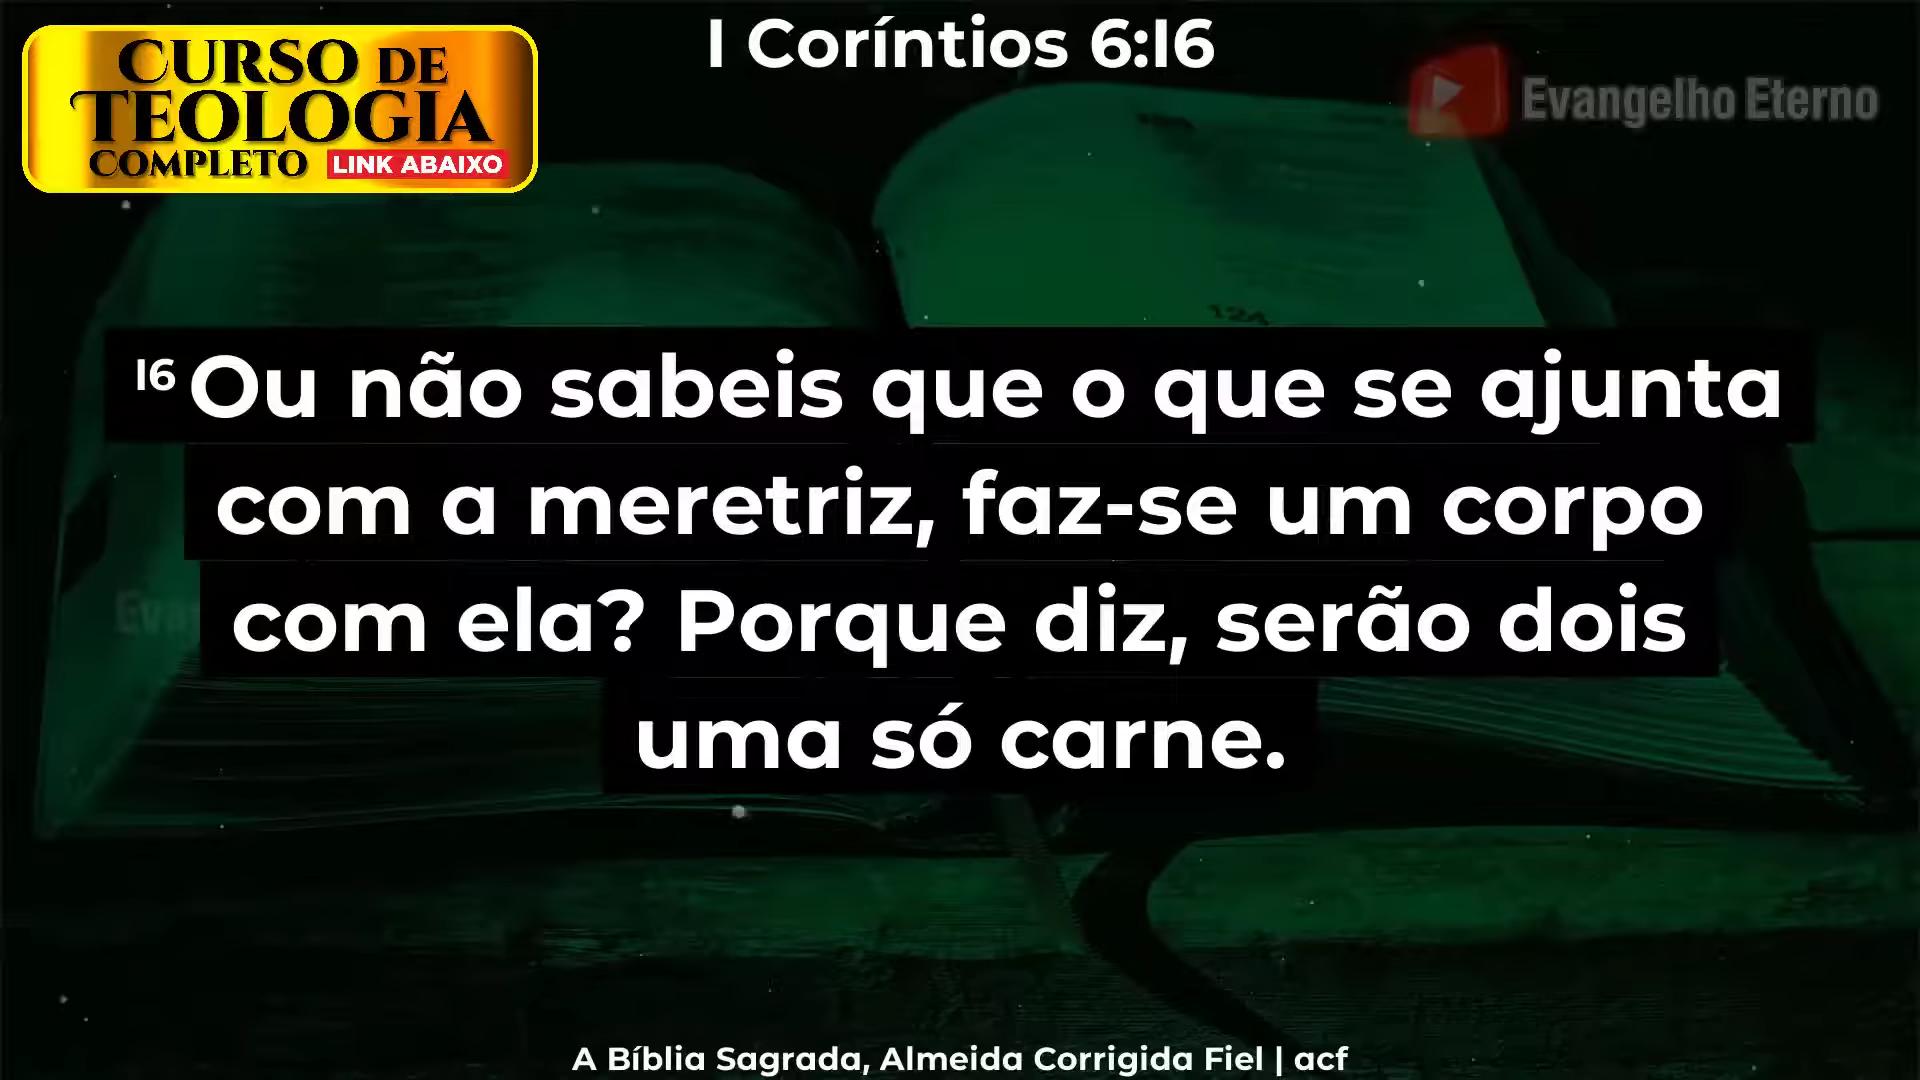 I Coríntios 6:16
CURSO DE
TEOLOGIA
COMPLETO LINK ABAIXO
Evangelho Eterno
124
16 Ou não sabeis que o que se ajunta
com a meretriz, faz-se um corpo
com ela? Porque diz, serão dois
uma só carne.
A Bíblia Sagrada, Almeida Corrigida Fiel | acf